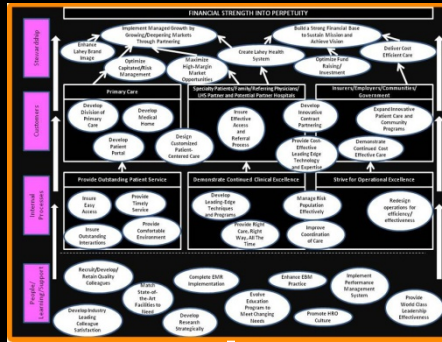 FINANCIAL STRENGTH INTO PERPETUITY
Stewardship
Implement Managed Growth by
Growing/Deepening Markets
Through Partnering
Build a Strong Financial Base
to Sustain Mission and
Achieve Vision
Enhance
Lahey Brand
Image
Optimize
Capitated/Risk
Management
Maximize
High-Margin
Market
Opportunities
Create Lahey Health
System
Optimize Fund
Raising/
Investment
Deliver Cost
Efficient Care
Customers
Primary Care
Specialty Patients/Family/Referring Physicians/
LHS Partner and Potential Partner Hospitals
Insurers/Employers/Communities/
Government
Develop
Division of
Primary
Care
Develop
Medical
Home
Develop
Patient
Portal
Design
Customized
Patient-
Centered Care
Insure
Effective
Access
and
Referral
Process
Develop
Innovative
Contract
Partnering
Provide Cost-
Effective
Leading Edge
Technology
and Expertise
Expand Innovative
Patient Care and
Community
Programs
Demonstrate
Continued Cost
Effective Care
Internal
Processes
Provide Outstanding Patient Service
Demonstrate Continued Clinical Excellence
Strive for Operational Excellence
Insure
Easy
Access
Provide
Timely
Service
Insure
Outstanding
Interactions
Provide
Comfortable
Environment
Develop
Leading-Edge
Techniques
and Programs
Manage Risk
Population
Effectively
Provide Right
Care, Right
Way, All The
Time
Improve
Coordination
of Care
Redesign
operations for
efficiency/
effectiveness
People/
Learning/Support
Recruit/Develop/
Retain Quality
Colleagues
Complete EMR
Implementation
Enhance EBM
Practice
Implement
Performance
Management
System
Match
State-of-
the-Art
Facilities to
Need
Evolve
Education
Program to
Meet Changing
Needs
Provide
World Class
Leadership
Effectiveness
Develop Industry
Leading
Colleague
Satisfaction
Develop
Research
Strategically
Promote HRO
Culture